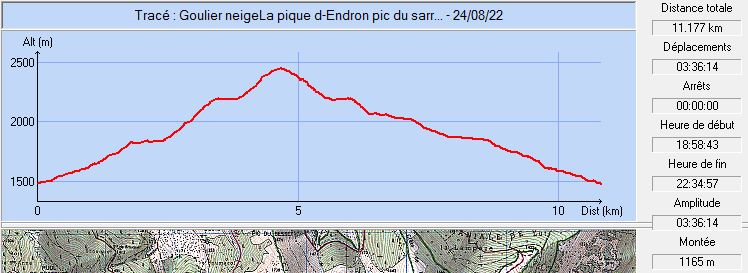 Tracé : Goulier neigeLa pique d-Endron pic du sarr... - 24/08/22
Alt (m)
2500
2000
1500
0
5
10
Dist (km)
Distance totale
11.177 km
Déplacements
03:36:14
Arrêts
00:00:00
Heure de début
18:58:43
Heure de fin
22:34:57
Amplitude
03:36:14
Montée
1165 m